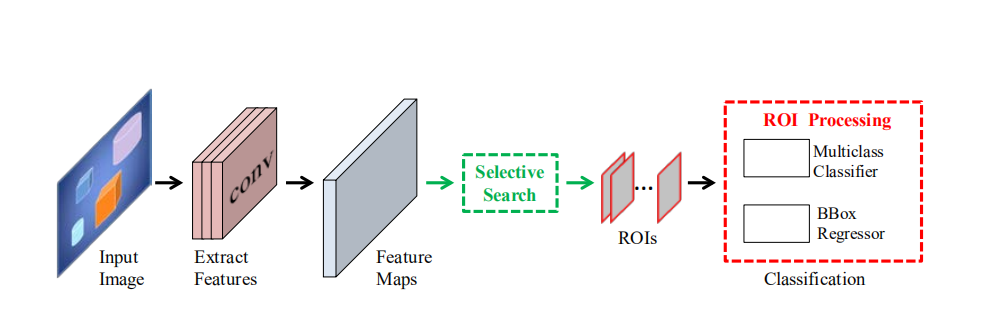 Input
Image
Extract
Features
conv
Feature
Maps
Selective
Search
...
ROIs
ROI Processing
Multiclass
Classifier
BBox
Regressor
Classification